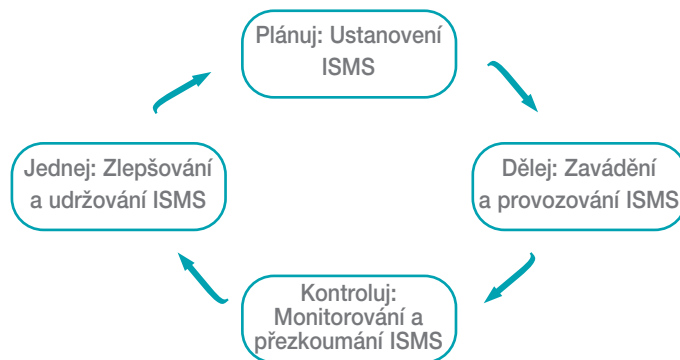 Plánuj: Ustanovení
ISMS
Jednej: Zlepšování
a udržování ISMS
Dělej: Zavádění
a provozování ISMS
Kontroluj:
Monitorování a
přezkoumání ISMS